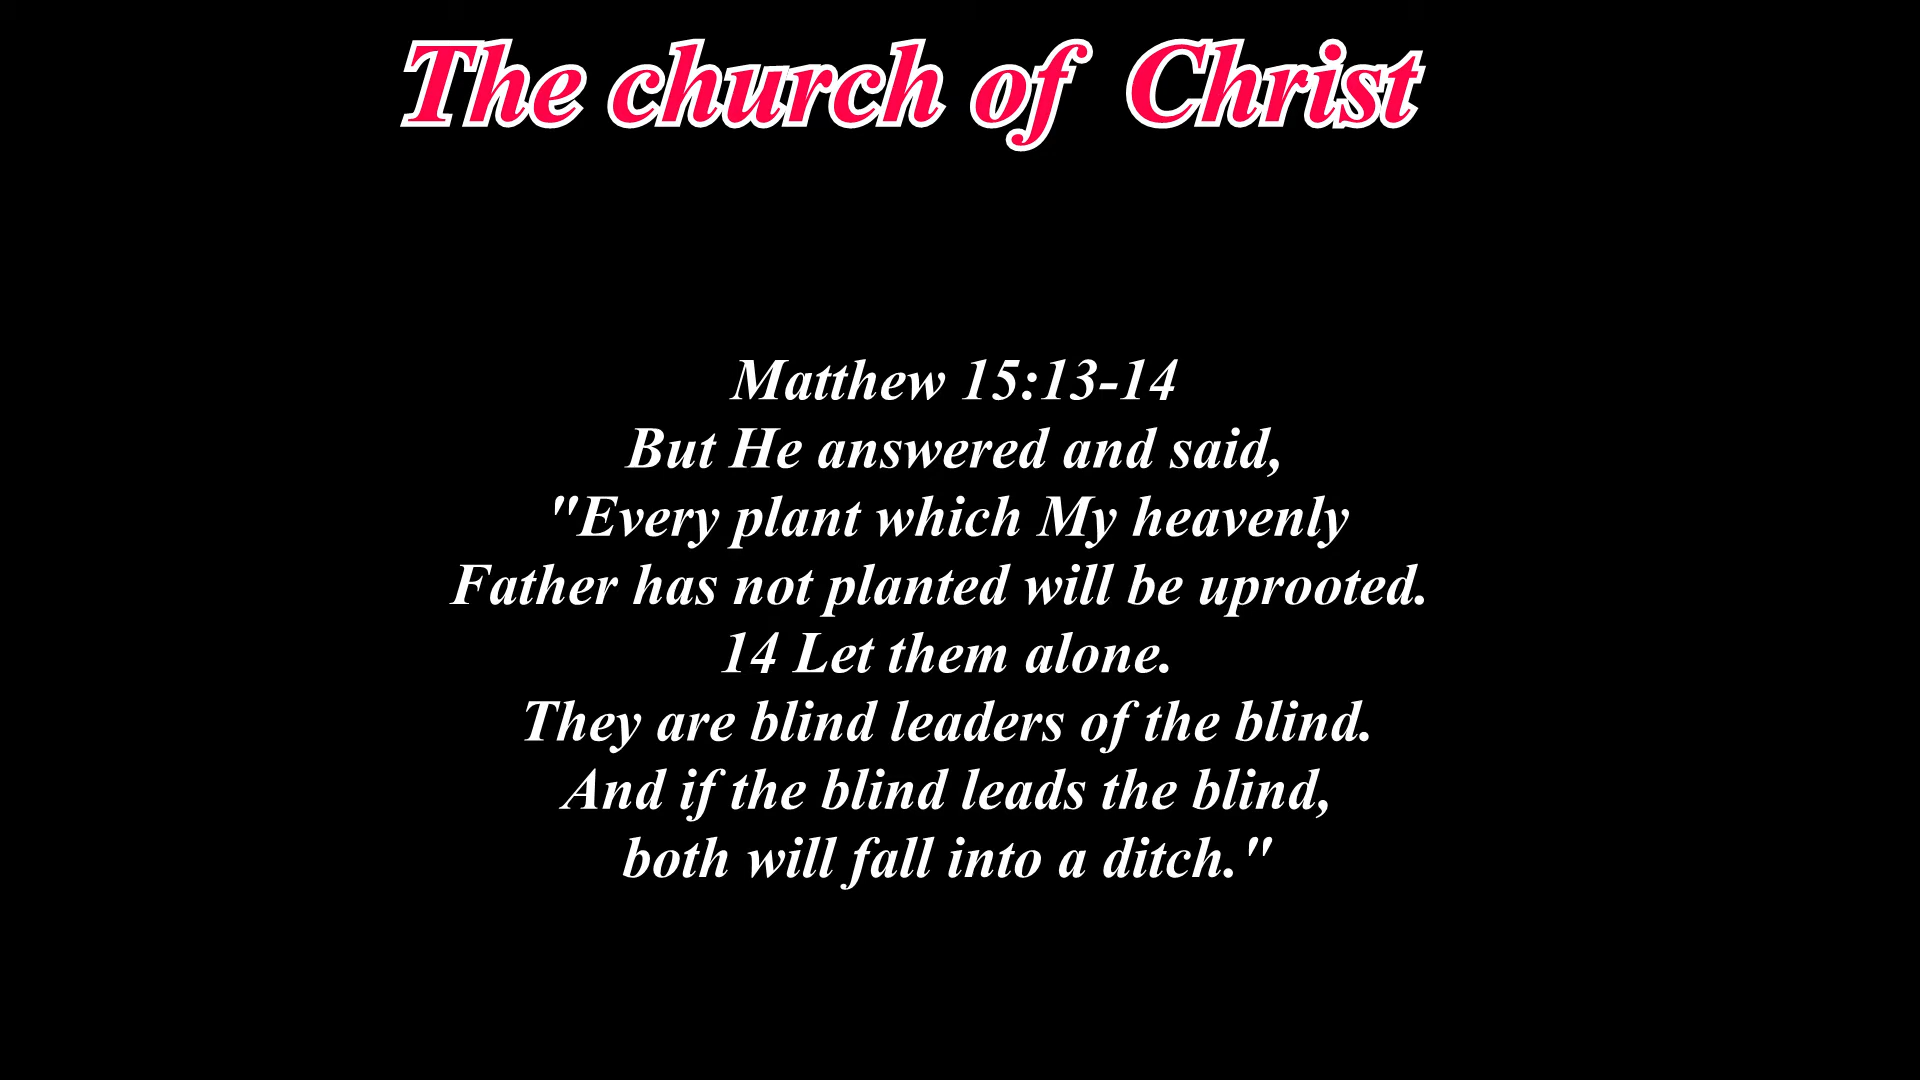 The church of Christ
Matthew 15:13-14
But He answered and said,
"Every plant which My heavenly
Father has not planted will be uprooted.
14 Let them alone.
They are blind leaders of the blind.
And if the blind leads the blind,
both will fall into a ditch."